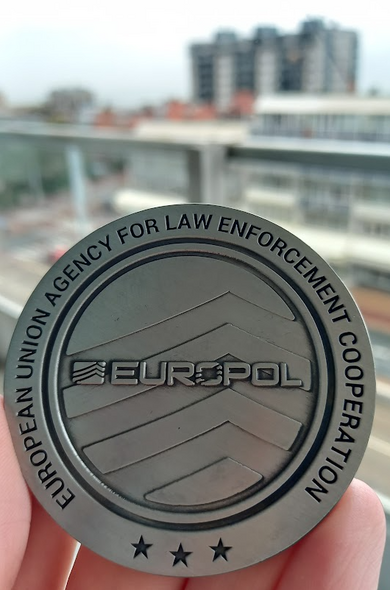 EUROPEAN UNION AGENCY FOR LAW ENFORCEMENT COOPERATION
EUROPOL